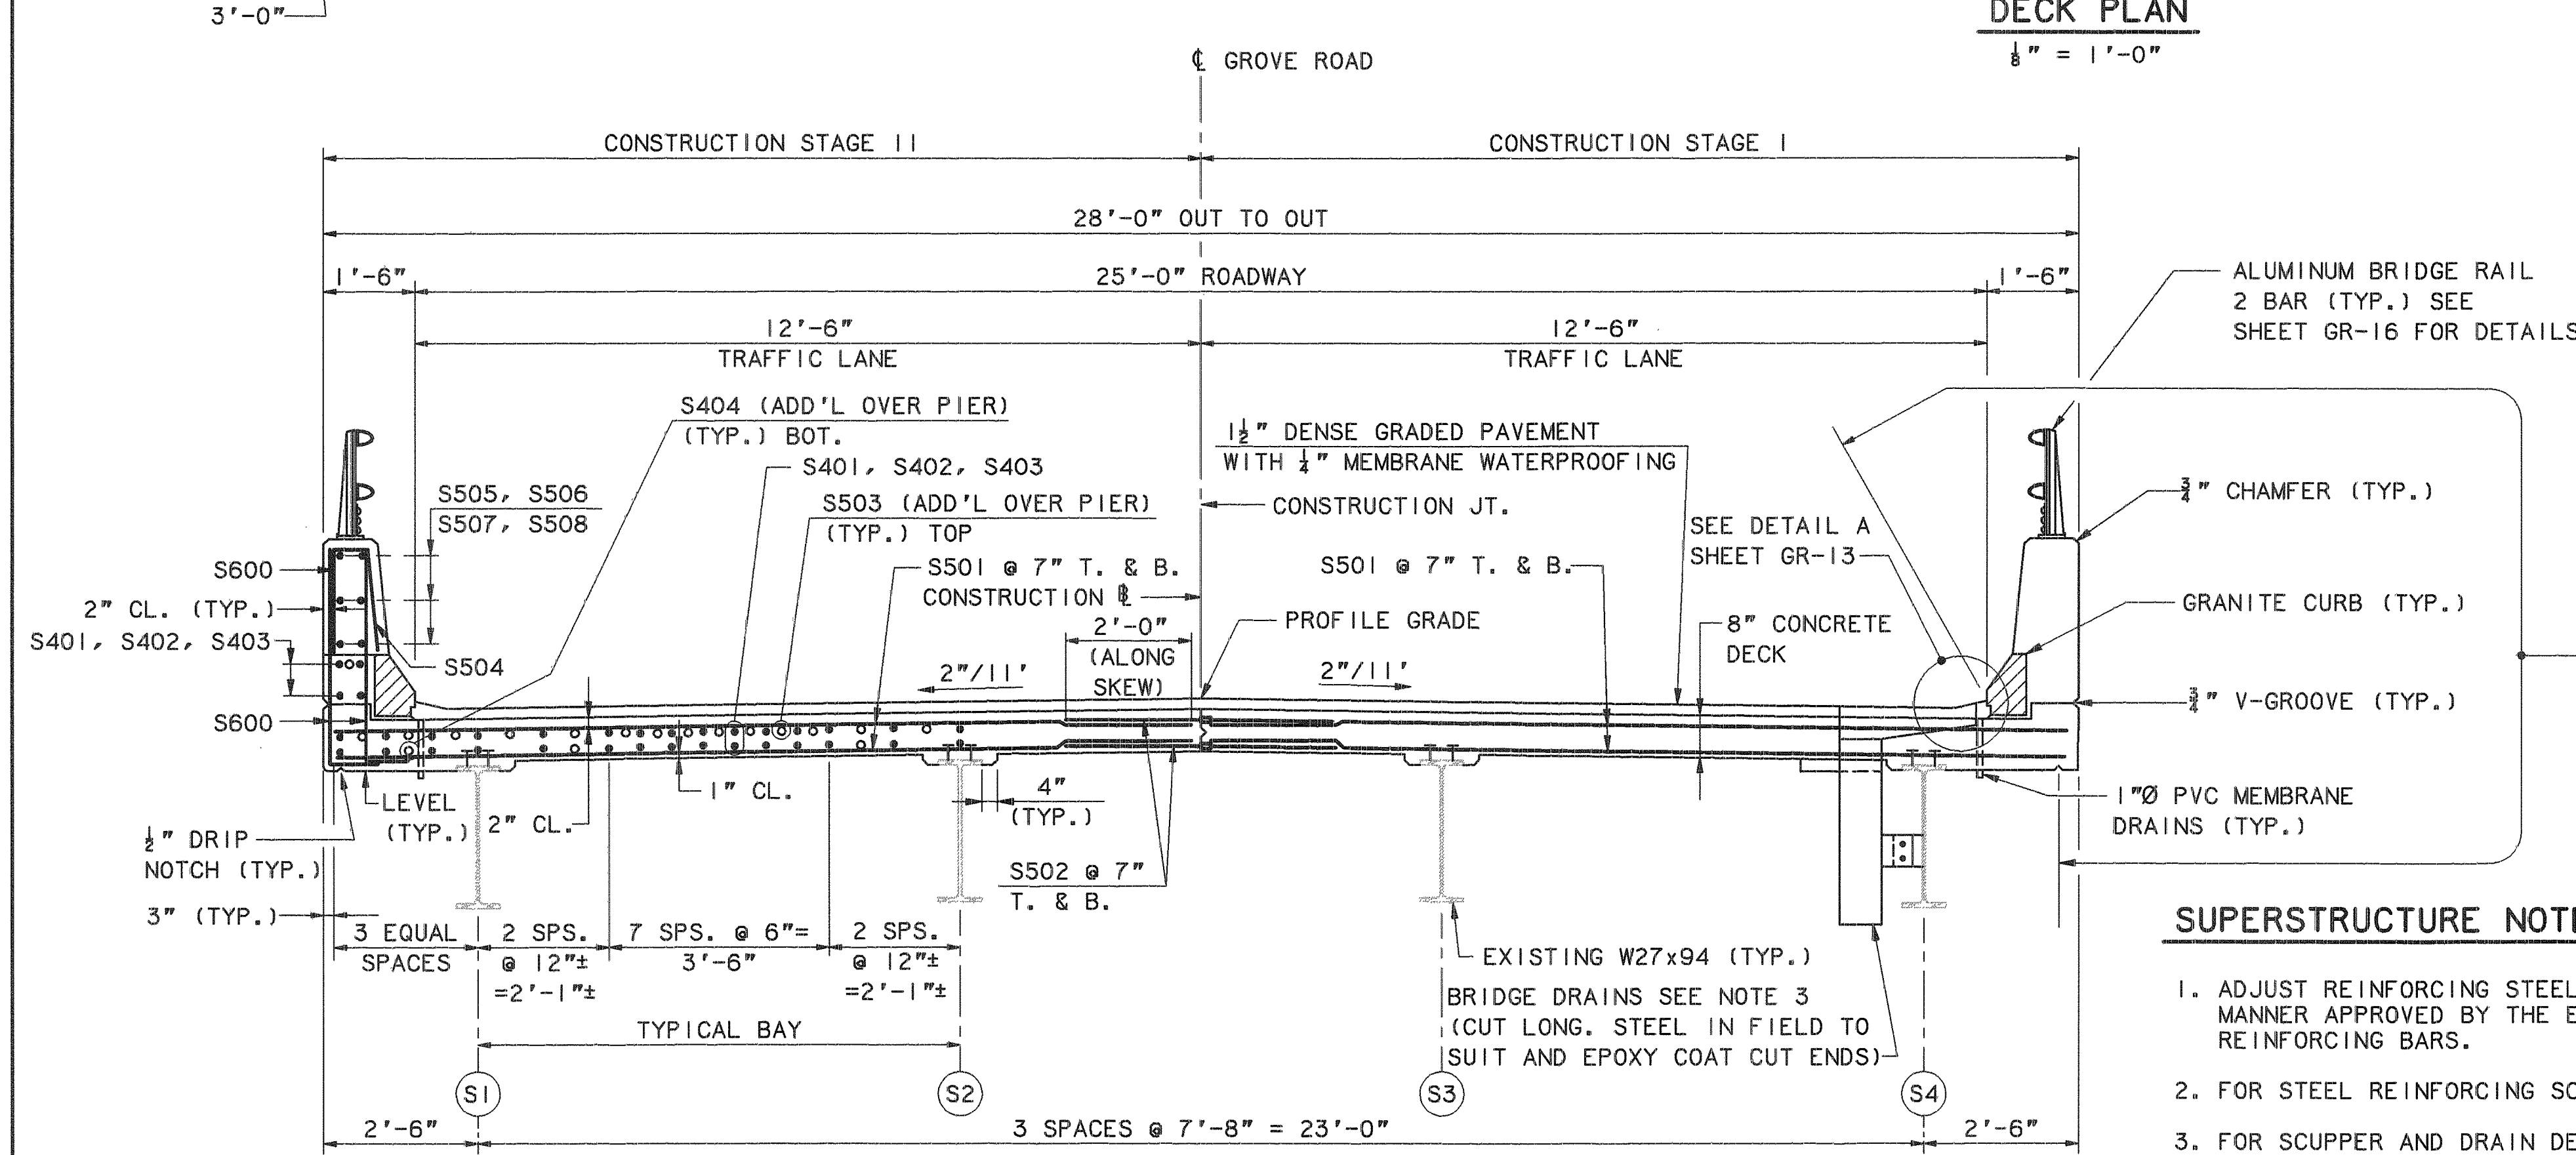 3'-0"
DECK PLAN
1/8" = 1'-0"
℄ GROVE ROAD
CONSTRUCTION STAGE II
CONSTRUCTION STAGE I
28'-0" OUT TO OUT
1'-6"
25'-0" ROADWAY
1'-6"
12'-6"
TRAFFIC LANE
12'-6"
TRAFFIC LANE
ALUMINUM BRIDGE RAIL
2 BAR (TYP.) SEE
SHEET GR-16 FOR DETAILS
S404 (ADD'L OVER PIER)
(TYP.) BOT.
S401, S402, S403
S503 (ADD'L OVER PIER)
(TYP.) TOP
S501 @ 7" T. & B.
CONSTRUCTION ℄
1 1/2" DENSE GRADED PAVEMENT
WITH 1/4" MEMBRANE WATERPROOFING
CONSTRUCTION JT.
S501 @ 7" T. & B.
SEE DETAIL A
SHEET GR-13
3/4" CHAMFER (TYP.)
S505, S506
S507, S508
S600
2" CL. (TYP.)
S401, S402, S403
S504
S600
2'-0"
(ALONG
SKEW)
PROFILE GRADE
8" CONCRETE
DECK
GRANITE CURB (TYP.)
2"/11'
2"/11'
3/4" V-GROOVE (TYP.)
LEVEL
(TYP.)
2" CL.
1" CL.
4"
(TYP.)
1"Ø PVC MEMBRANE
DRAINS (TYP.)
1/2" DRIP
NOTCH (TYP.)
3" (TYP.)
S502 @ 7"
T. & B.
3 EQUAL
SPACES
2 SPS.
@ 12"±
=2'-1"±
7 SPS. @ 6"=
3'-6"
2 SPS.
@ 12"±
=2'-1"±
EXISTING W27x94 (TYP.)
BRIDGE DRAINS SEE NOTE 3
(CUT LONG. STEEL IN FIELD TO
SUIT AND EPOXY COAT CUT ENDS)
TYPICAL BAY
S1
S2
S3
S4
2'-6"
3 SPACES @ 7'-8" = 23'-0"
2'-6"
SUPERSTRUCTURE NOTE
1. ADJUST REINFORCING STEEL
MANNER APPROVED BY THE E
REINFORCING BARS.
2. FOR STEEL REINFORCING SC
3. FOR SCUPPER AND DRAIN DE